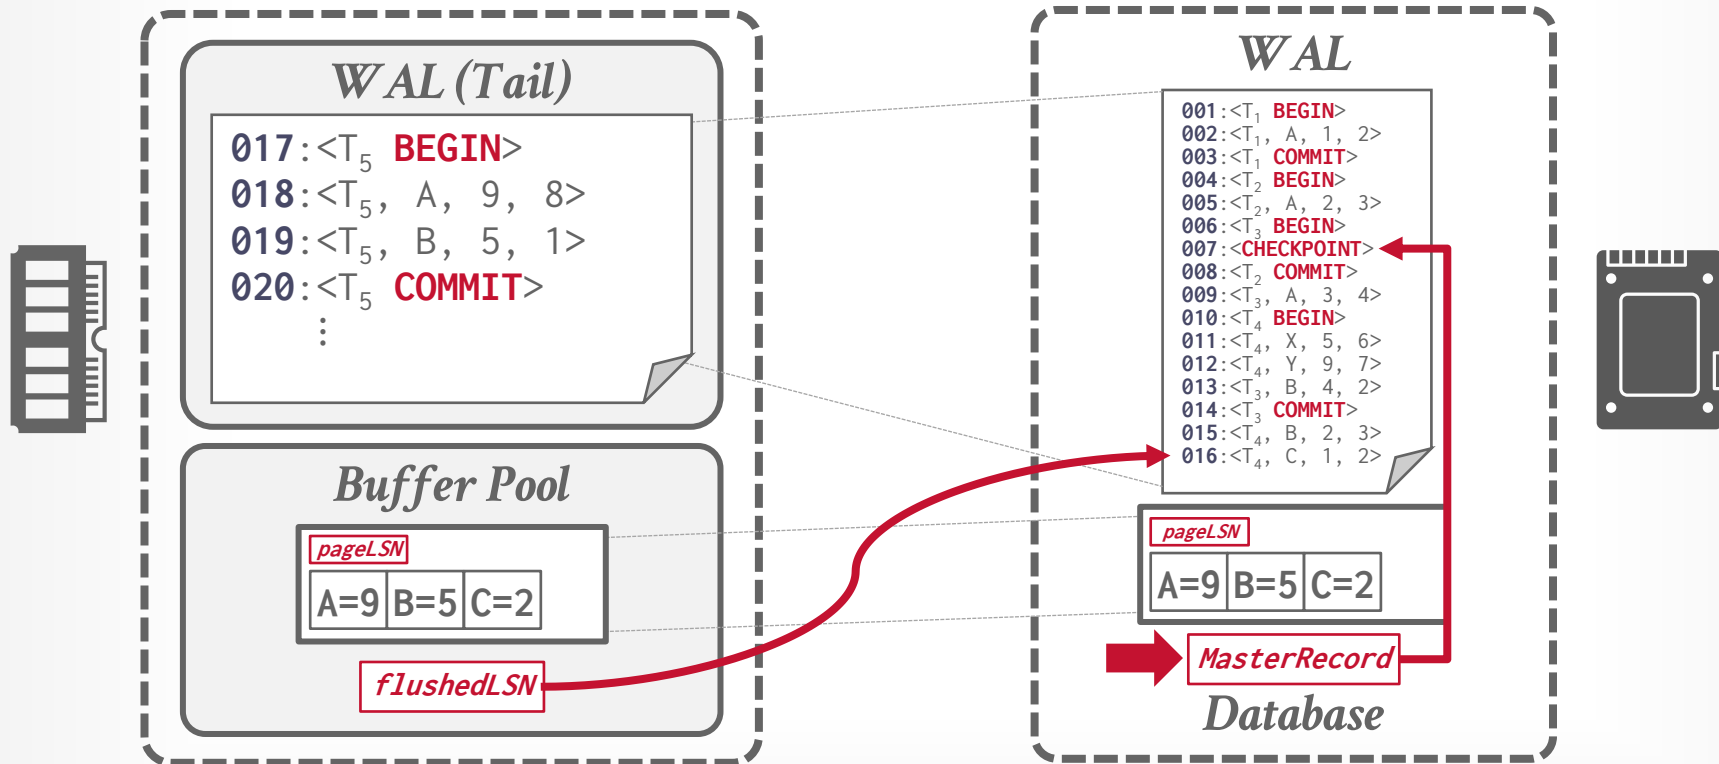 WAL (Tail)
017:<T5 BEGIN>
018:<T5, A, 9, 8>
019:<T5, B, 5, 1>
020:<T5 COMMIT>
⋮
Buffer Pool
pageLSN
A=9 B=5 C=2
flushedLSN
WAL
001:<T1 BEGIN>
002:<T1, A, 1, 2>
003:<T1 COMMIT>
004:<T2 BEGIN>
005:<T2, A, 2, 3>
006:<T3 BEGIN>
007:<CHECKPOINT>
008:<T2 COMMIT>
009:<T3, A, 3, 4>
010:<T4 BEGIN>
011:<T4, X, 5, 6>
012:<T4, Y, 9, 7>
013:<T3, B, 4, 2>
014:<T3 COMMIT>
015:<T4, B, 2, 3>
016:<T4, C, 1, 2>
pageLSN
A=9 B=5 C=2
MasterRecord
Database